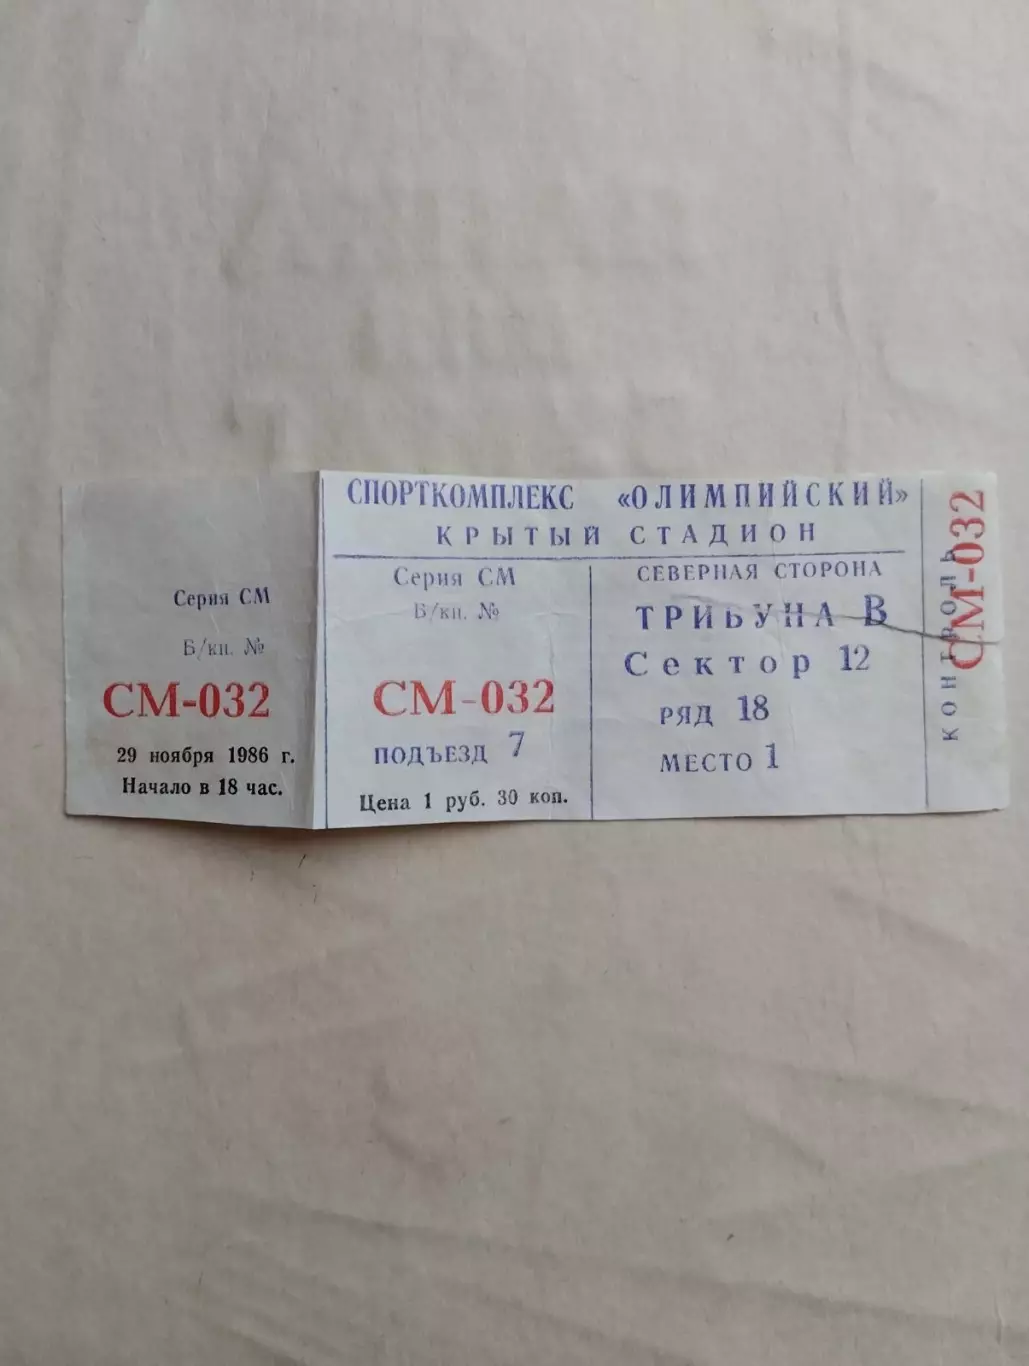 Серия СМ
Б/кн. №
СМ-032
29 ноября 1986 г.
Начало в 18 час.
СПОРТКОМПЛЕКС «ОЛИМПИЙСКИЙ»
КРЫТЫЙ СТАДИОН
Серия СМ
Б/кн. №
СМ-032
ПОДЪЕЗД 7
Цена 1 руб. 30 коп.
СЕВЕРНАЯ СТОРОНА
ТРИБУНА В
Сектор 12
РЯД 18
МЕСТО 1
КОНТРОЛЬ
СМ-032